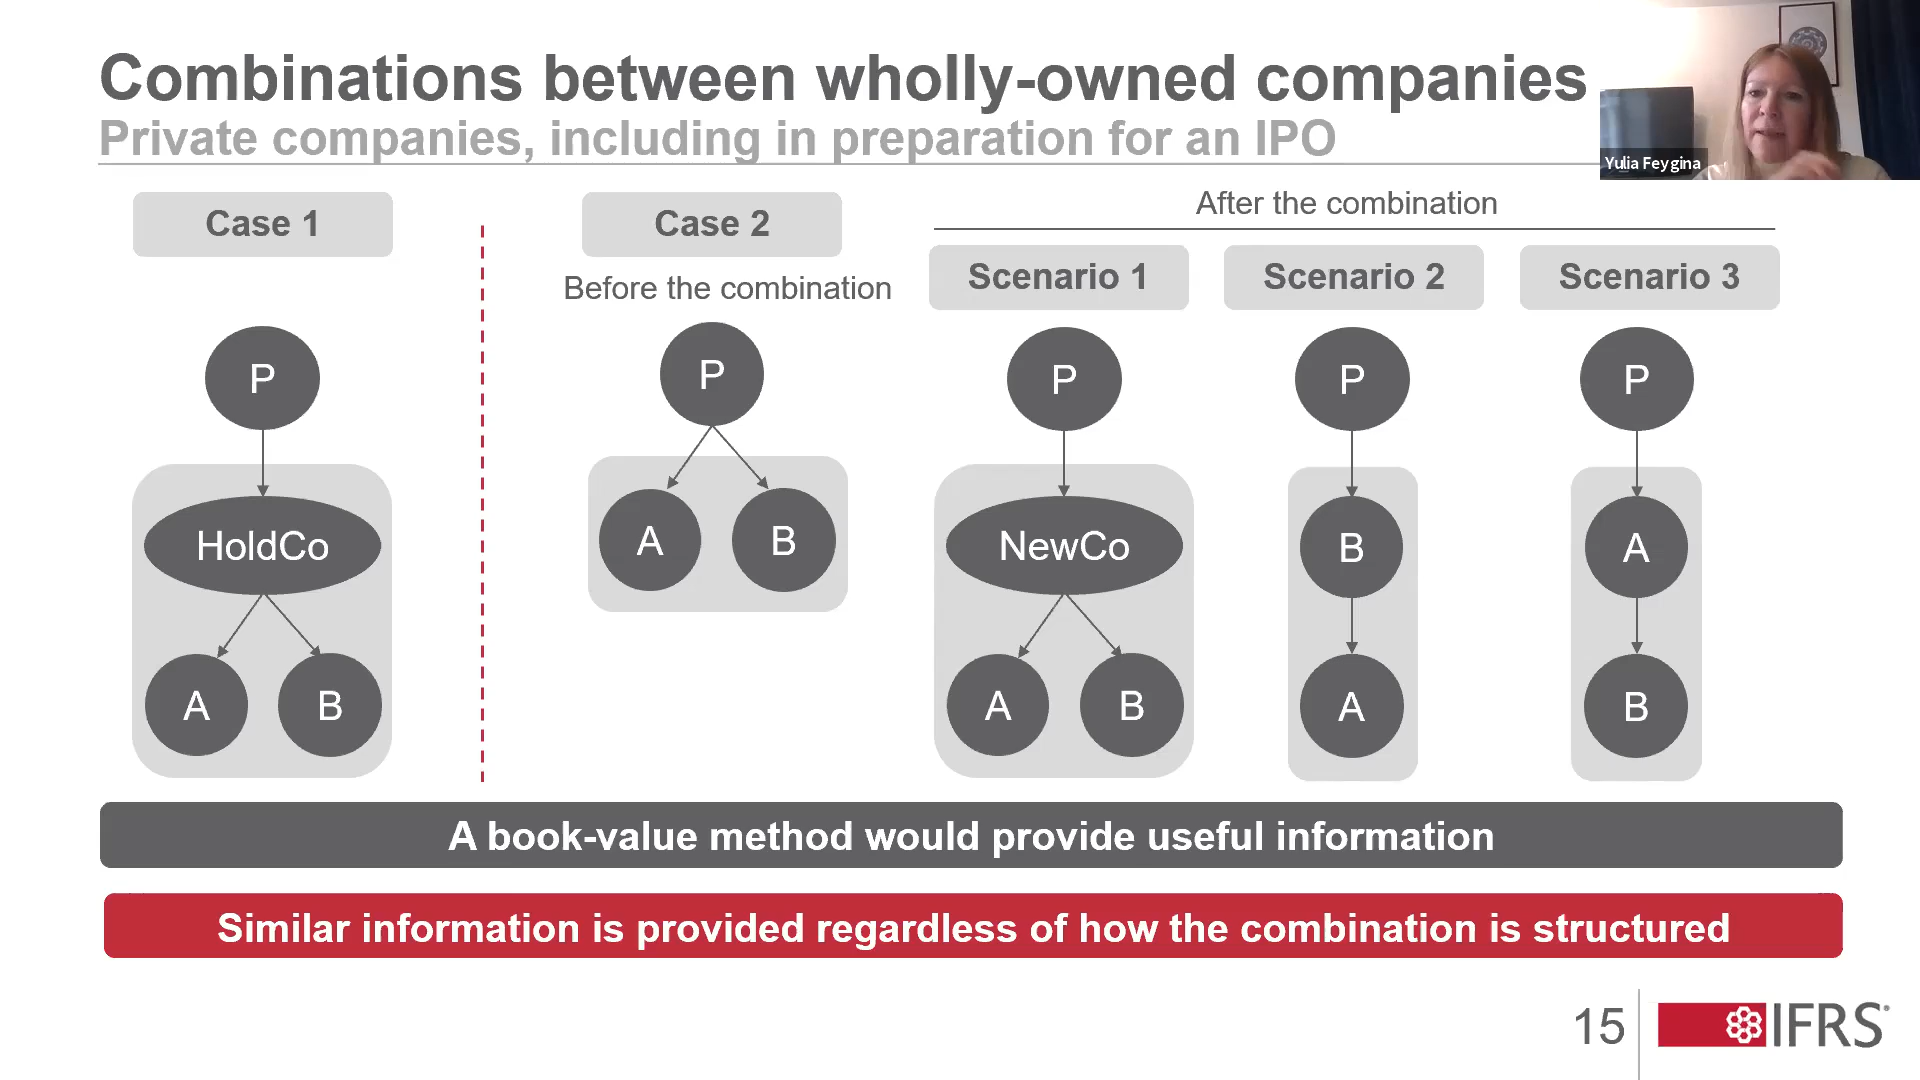 Combinations between wholly-owned companies
Private companies, including in preparation for an IPO
Yulia Feygina
Case 1
P
HoldCo
A B
Case 2
Before the combination
P
A B
After the combination
Scenario 1 Scenario 2 Scenario 3
P P P
NewCo B A
A B A B
A book-value method would provide useful information
Similar information is provided regardless of how the combination is structured
15
IFRS